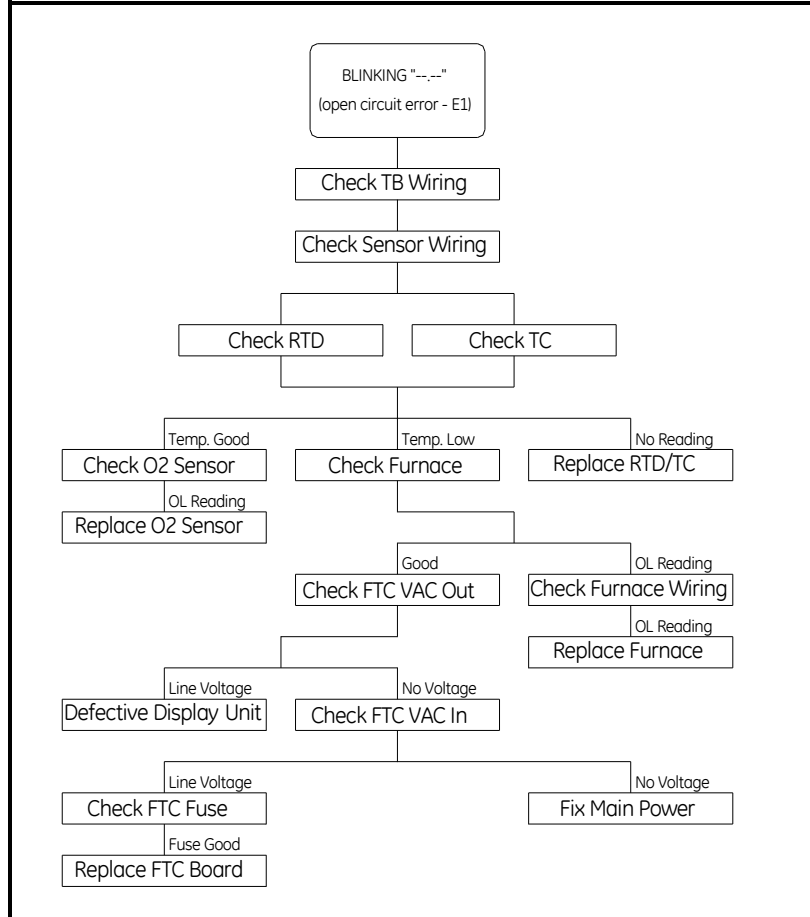 BLINKING "--.--"
(open circuit error - E1)
Check TB Wiring
Check Sensor Wiring
Check RTD
Check TC
Temp. Good
Check O2 Sensor
Temp. Low
Check Furnace
No Reading
Replace RTD/TC
OL Reading
Replace O2 Sensor
Good
Check FTC VAC Out
OL Reading
Check Furnace Wiring
OL Reading
Replace Furnace
Line Voltage
Defective Display Unit
No Voltage
Check FTC VAC In
Line Voltage
Check FTC Fuse
No Voltage
Fix Main Power
Fuse Good
Replace FTC Board